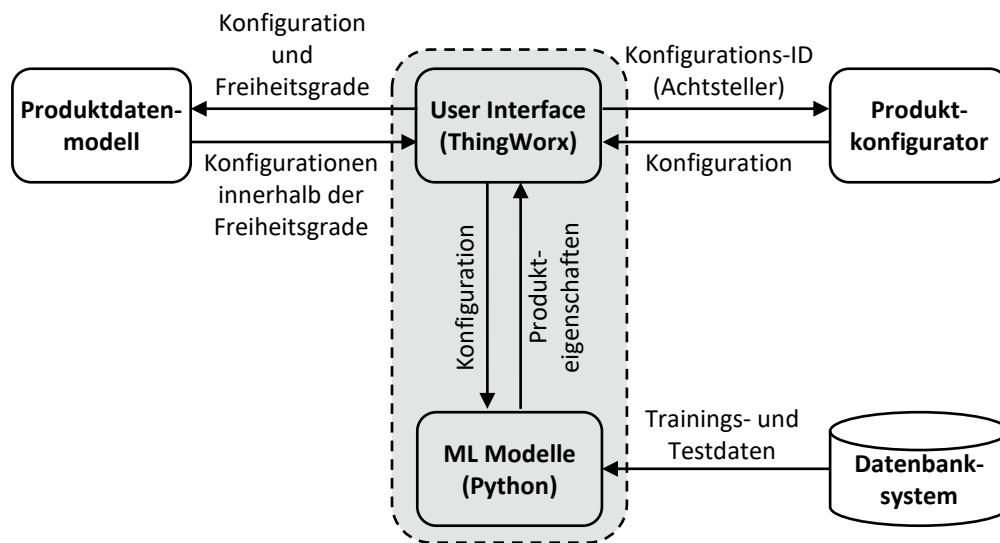 Konfiguration
und
Freiheitsgrade
Produktdaten-
modell
Konfigurationen
innerhalb der
Freiheitsgrade
User Interface
(ThingWorx)
Konfigurations-ID
(Achtsteller)
Konfiguration
Produkt-
konfigurator
Konfiguration
Produkt-
eigenschaften
ML Modelle
(Python)
Trainings- und
Testdaten
Datenbank-
system